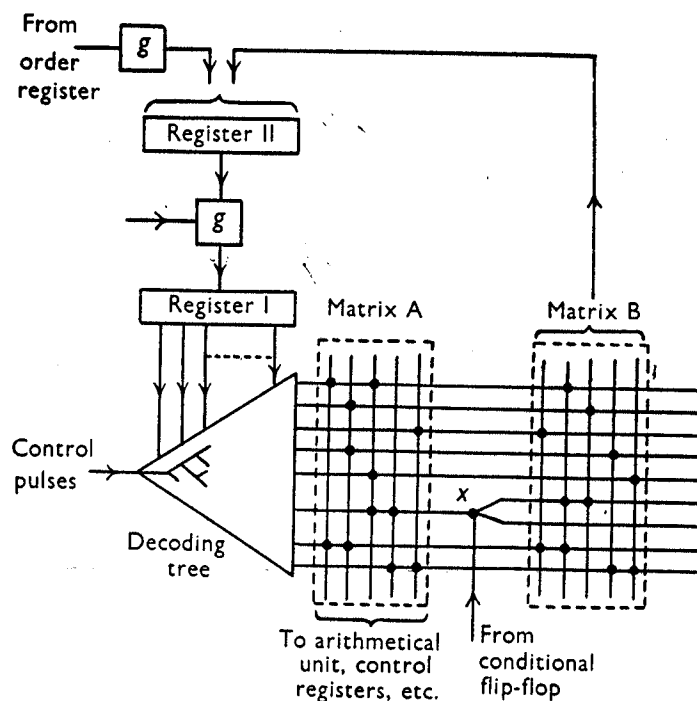 From
order
register
g
Register II
g
Register I
Matrix A
Matrix B
Control
pulses
x
Decoding
tree
To arithmetical
unit, control
registers, etc.
From
conditional
flip-flop